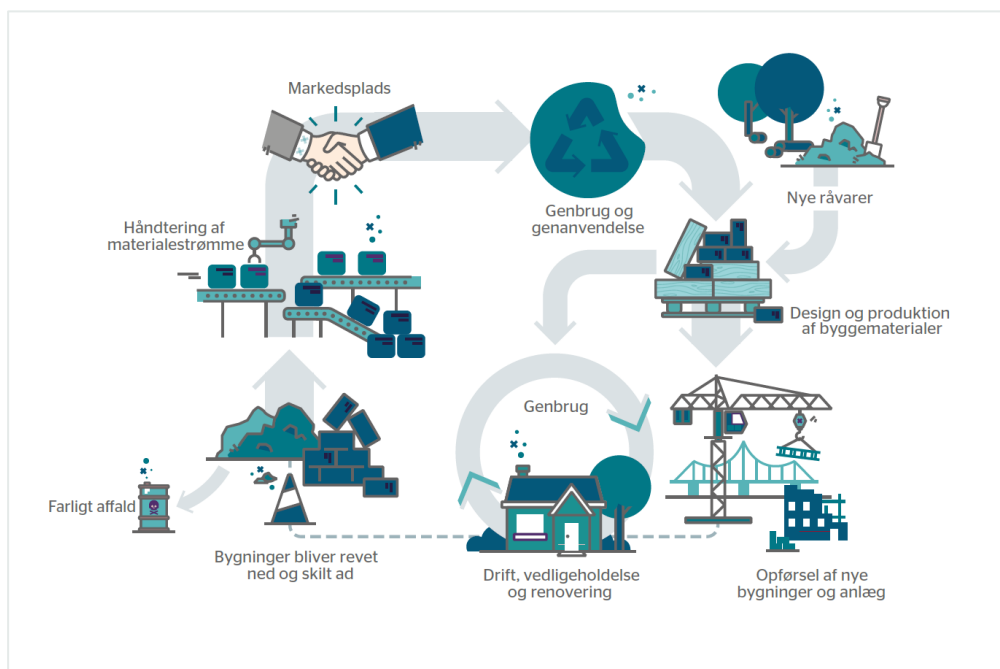 Markedsplads
Genbrug og
genanvendelse
Nye råvarer
Håndtering af
materialestrømme
Design og produktion
af byggematerialer
Genbrug
Farligt affald
Bygninger bliver revet
ned og skilt ad
Drift, vedligeholdelse
og renovering
Opførsel af nye
bygninger og anlæg